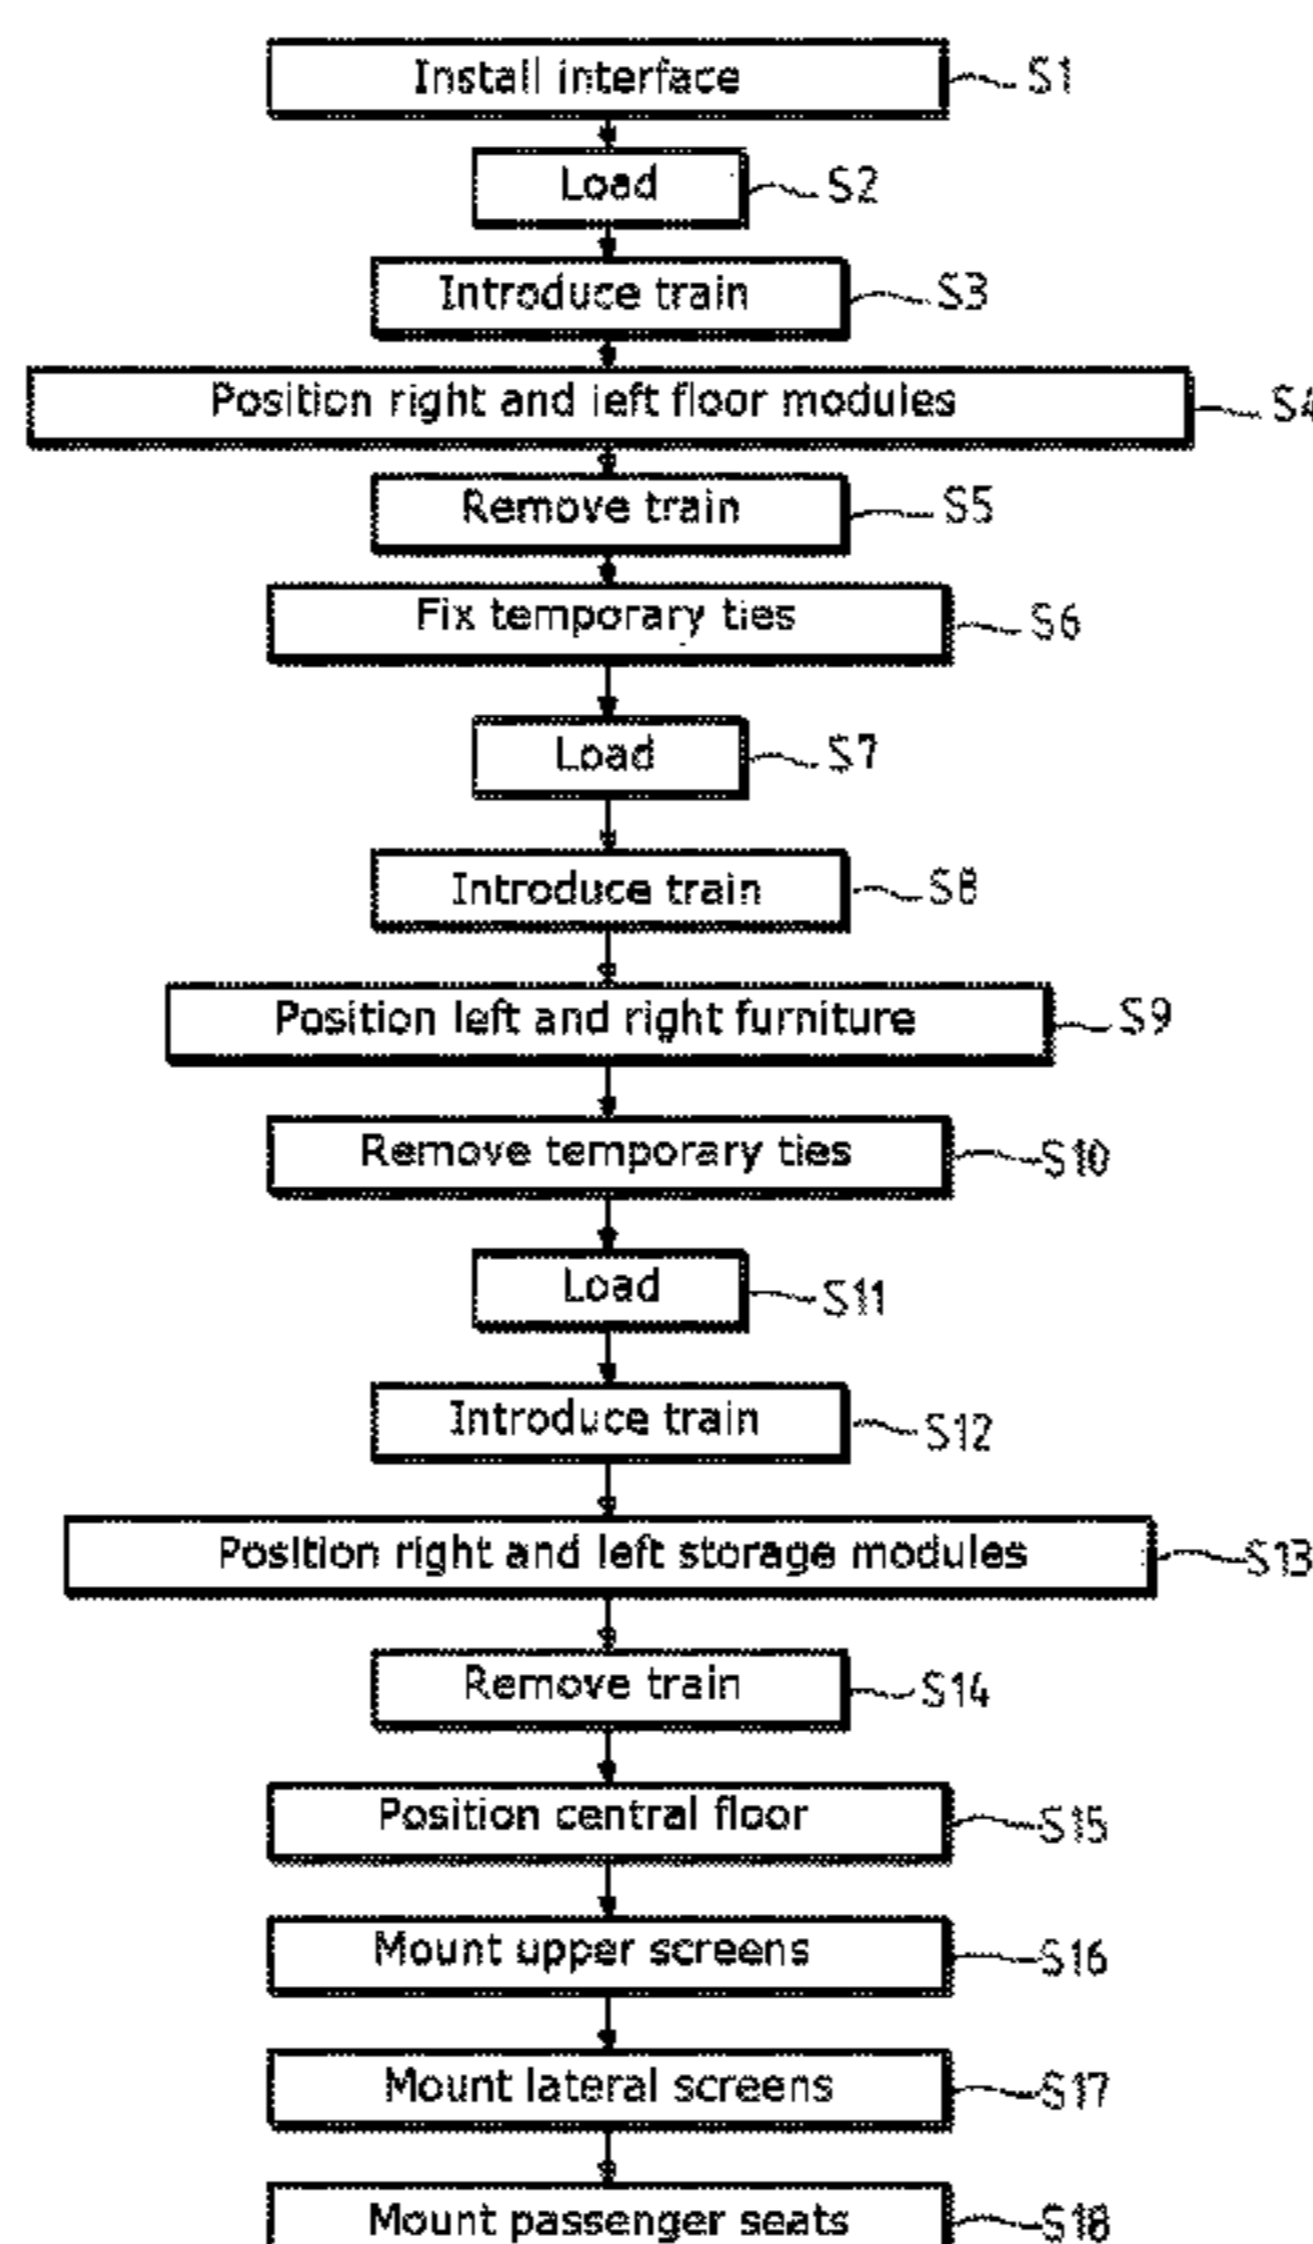 Install interface S1
Load S2
Introduce train S3
Position right and left floor modules S4
Remove train S5
Fix temporary ties S6
Load S7
Introduce train S8
Position left and right furniture S9
Remove temporary ties S10
Load S11
Introduce train S12
Position right and left storage modules S13
Remove train S14
Position central floor S15
Mount upper screens S16
Mount lateral screens S17
Mount passenger seats S18